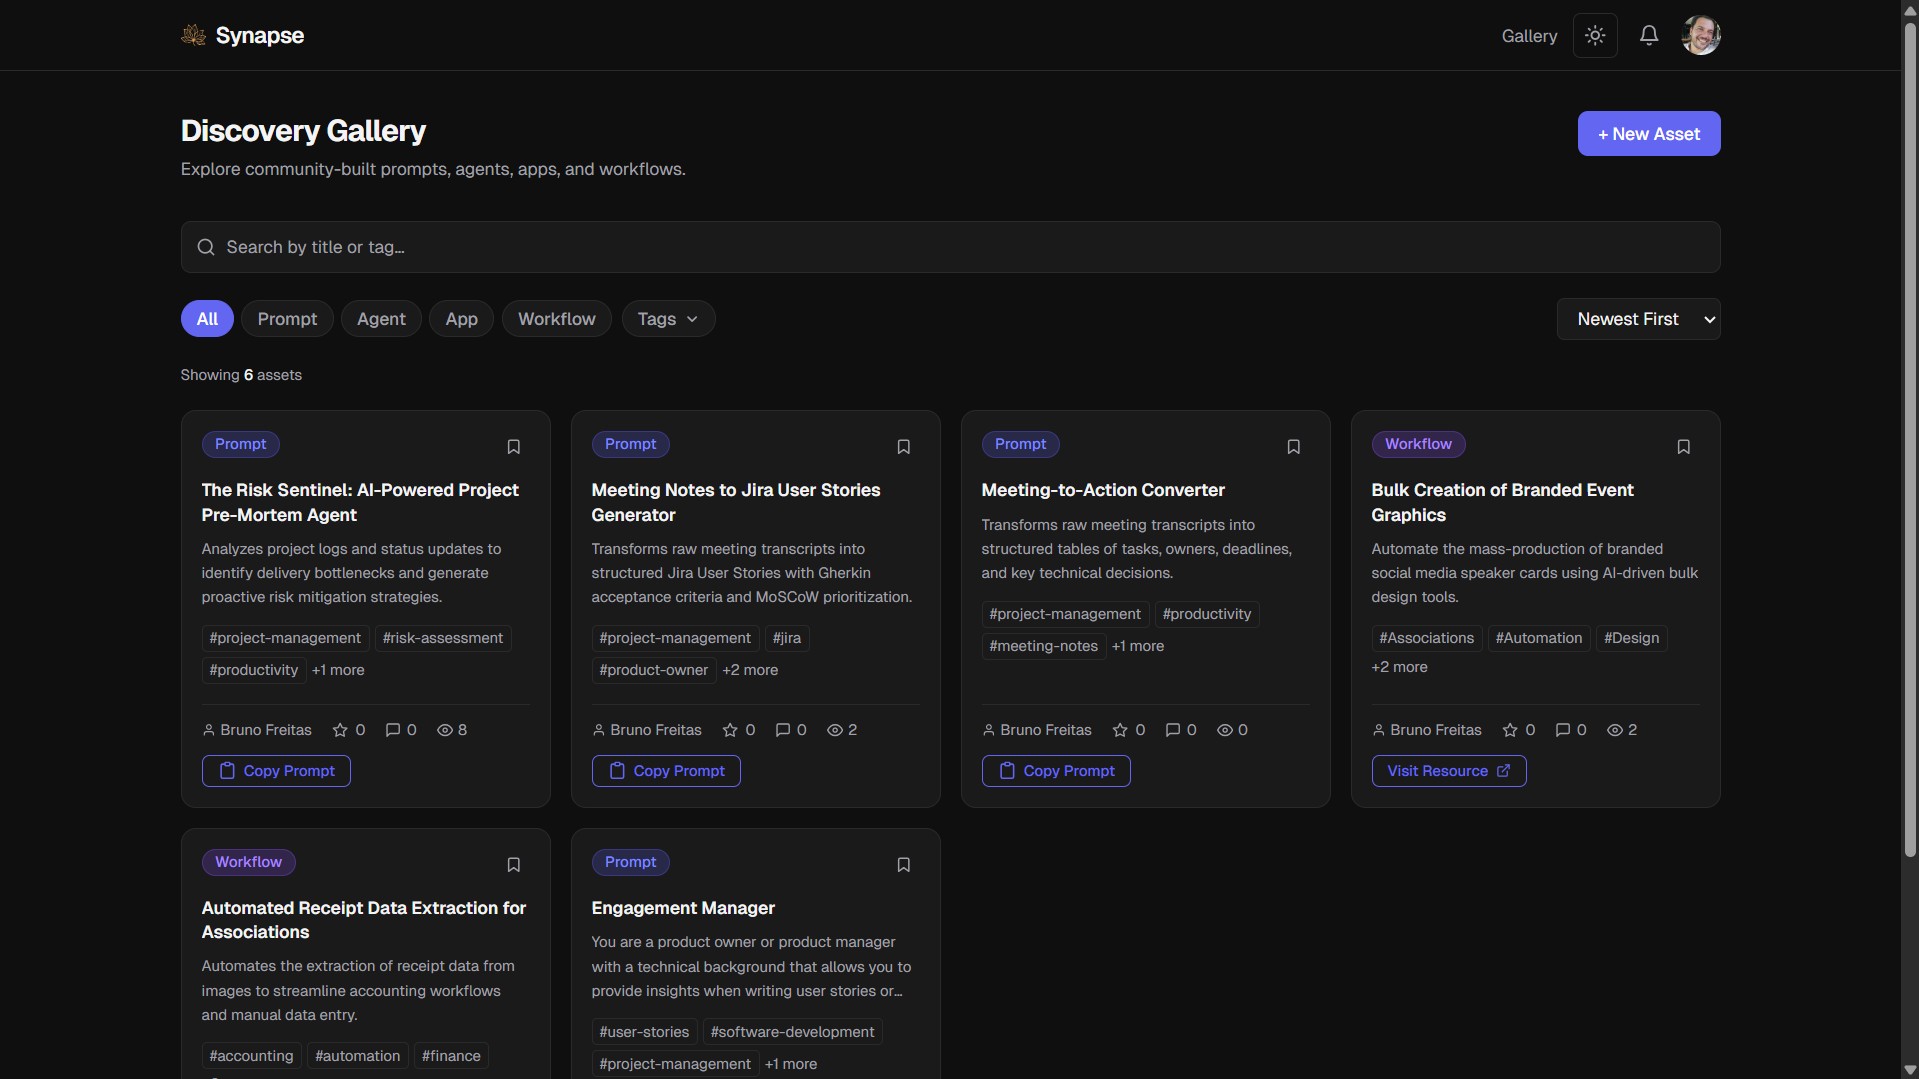 Synapse
Gallery
Discovery Gallery
+ New Asset
Explore community-built prompts, agents, apps, and workflows.
Search by title or tag...
All
Prompt
Agent
App
Workflow
Tags
Newest First
Showing 6 assets
Prompt
The Risk Sentinel: AI-Powered Project
Pre-Mortem Agent
Analyzes project logs and status updates to
identify delivery bottlenecks and generate
proactive risk mitigation strategies.
#project-management #risk-assessment
#productivity +1 more
Bruno Freitas 0 0 8
Copy Prompt
Prompt
Meeting Notes to Jira User Stories
Generator
Transforms raw meeting transcripts into
structured Jira User Stories with Gherkin
acceptance criteria and MoSCoW prioritization.
#project-management #jira
#product-owner +2 more
Bruno Freitas 0 0 2
Copy Prompt
Prompt
Meeting-to-Action Converter
Transforms raw meeting transcripts into
structured tables of tasks, owners, deadlines,
and key technical decisions.
#project-management #productivity
#meeting-notes +1 more
Bruno Freitas 0 0 0
Copy Prompt
Workflow
Bulk Creation of Branded Event
Graphics
Automate the mass-production of branded
social media speaker cards using AI-driven bulk
design tools.
#Associations #Automation #Design
+2 more
Bruno Freitas 0 0 2
Visit Resource
Workflow
Automated Receipt Data Extraction for
Associations
Automates the extraction of receipt data from
images to streamline accounting workflows
and manual data entry.
#accounting #automation #finance
Prompt
Engagement Manager
You are a product owner or product manager
with a technical background that allows you to
provide insights when writing user stories or...
#user-stories #software-development
#project-management +1 more